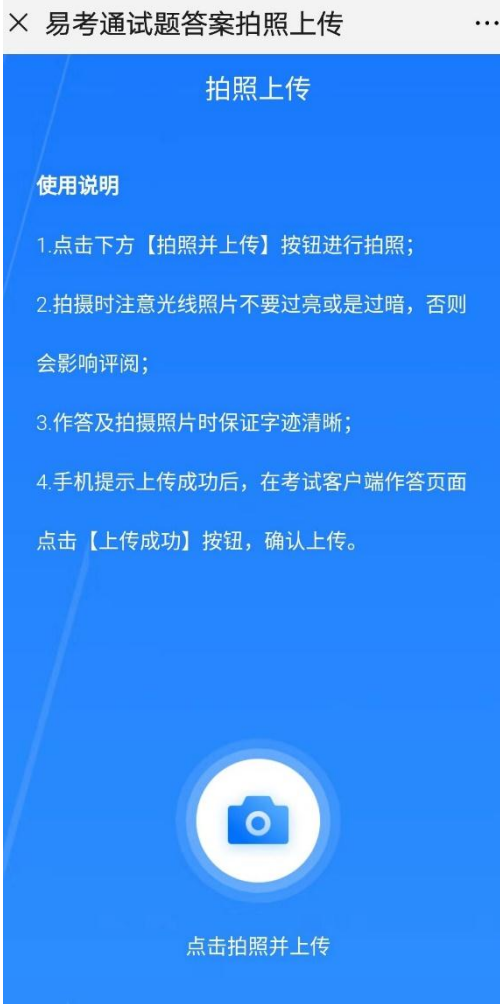 易考通试题答案拍照上传
拍照上传
使用说明
1.点击下方【拍照并上传】按钮进行拍照；
2.拍摄时注意光线照片不要过亮或是过暗，否则
会影响评阅；
3.作答及拍摄照片时保证字迹清晰；
4.手机提示上传成功后，在考试客户端作答页面
点击【上传成功】按钮，确认上传。
点击拍照并上传